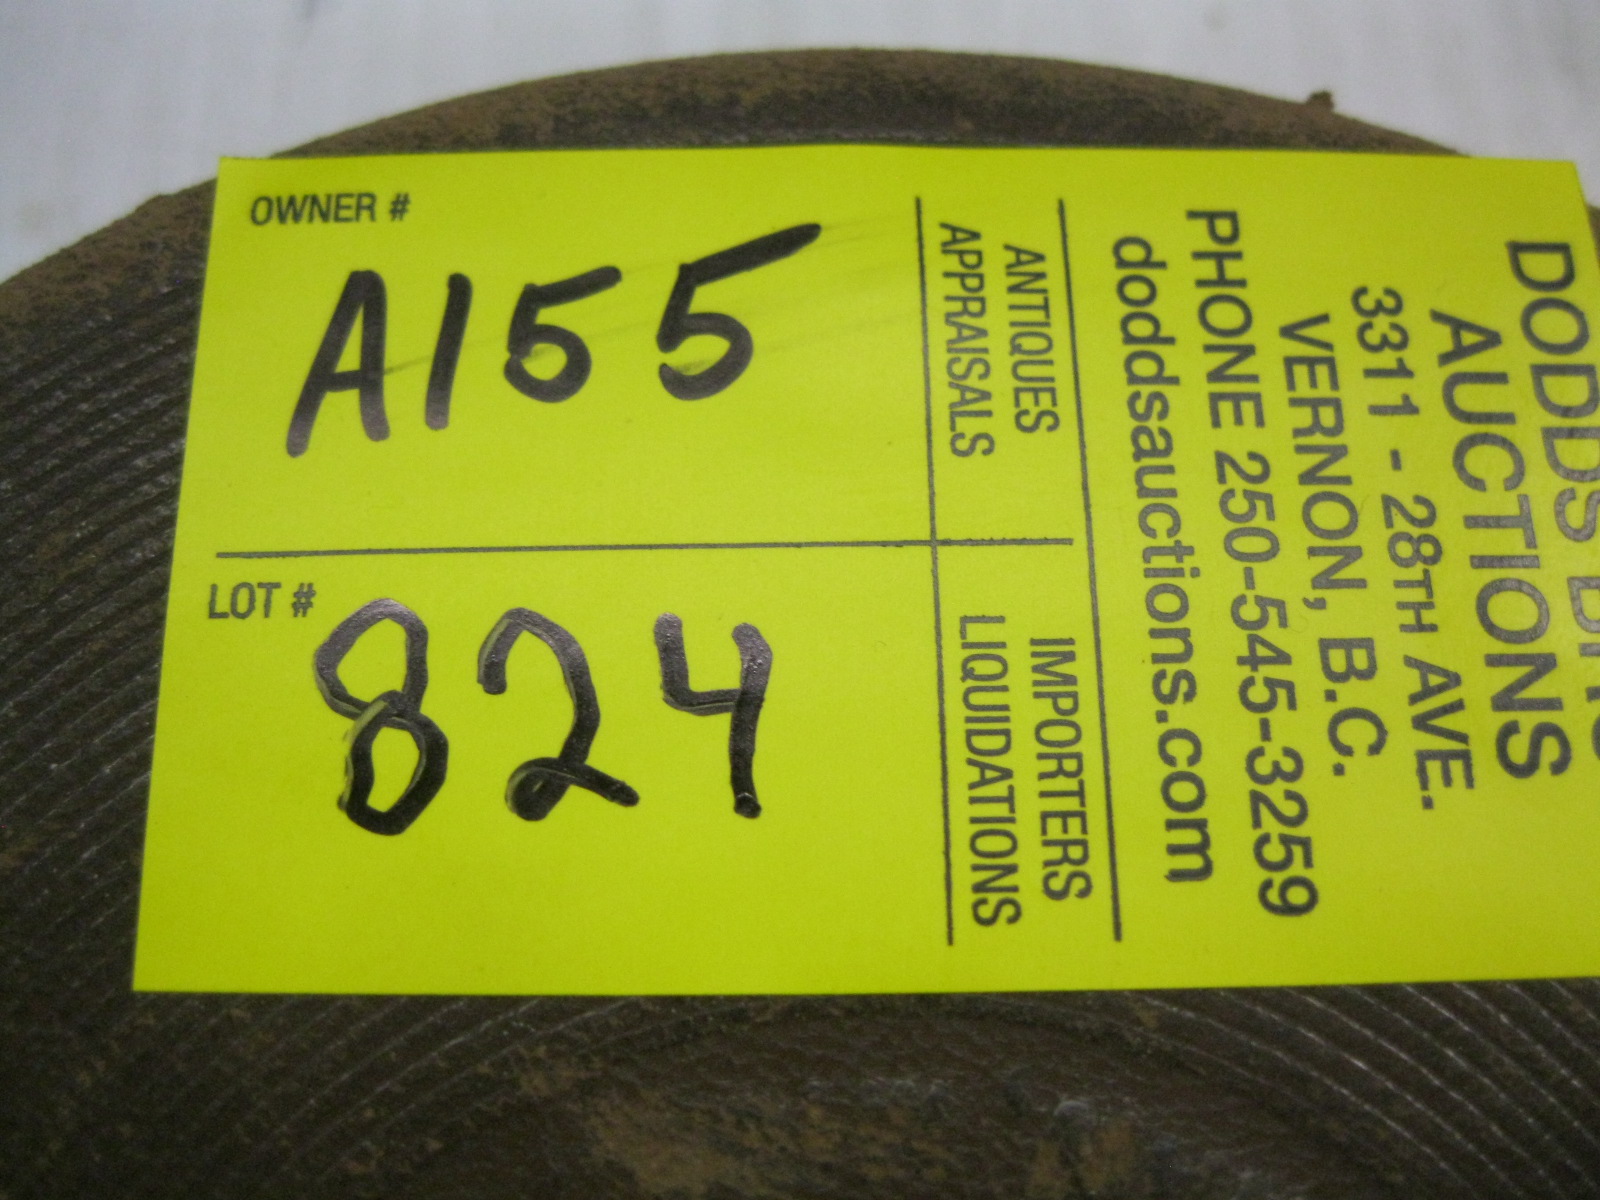 OWNER #
A155
LOT #
824
ANTIQUES
APPRAISALS
IMPORTERS
LIQUIDATIONS
DODDS
AUCTIONS
3311 - 28TH AVE.
VERNON, B.C.
PHONE 250-545-3259
doddsauctions.com